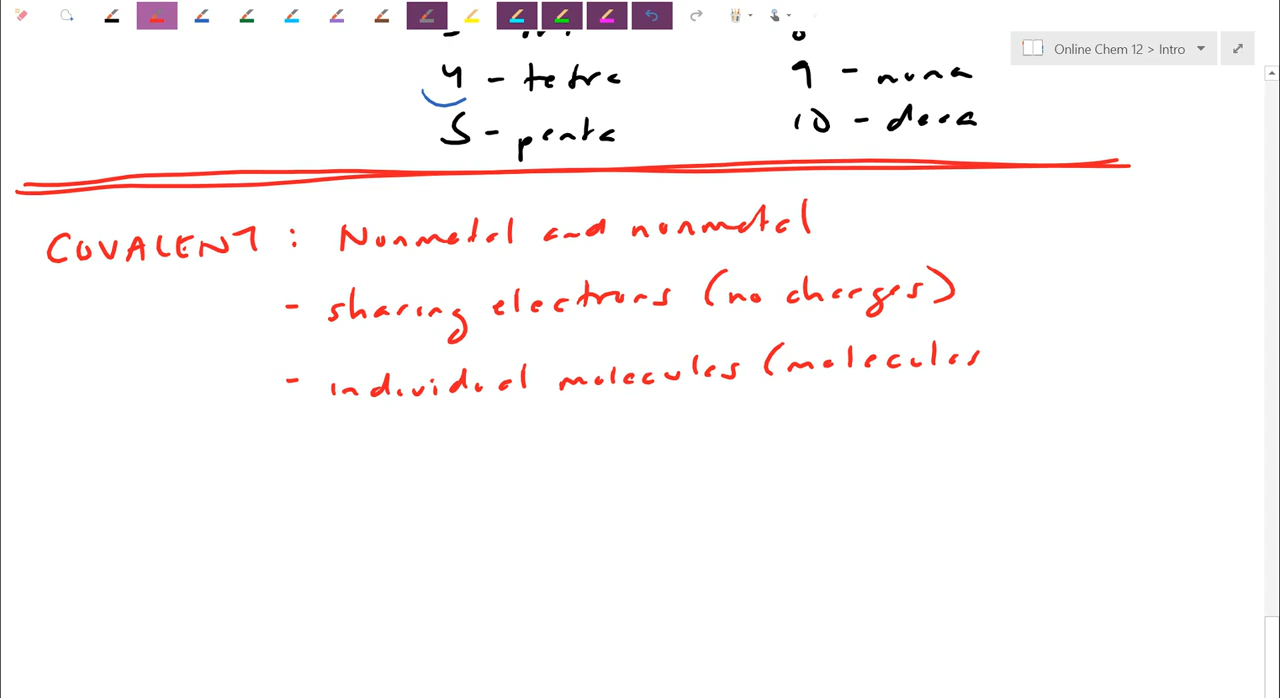 Online Chem 12 > Intro
4 - tetra
9 - nona
5 - penta
10 - deca
COVALENT : Nonmetal and nonmetal
- sharing electrons (no charges)
- individual molecules (molecules